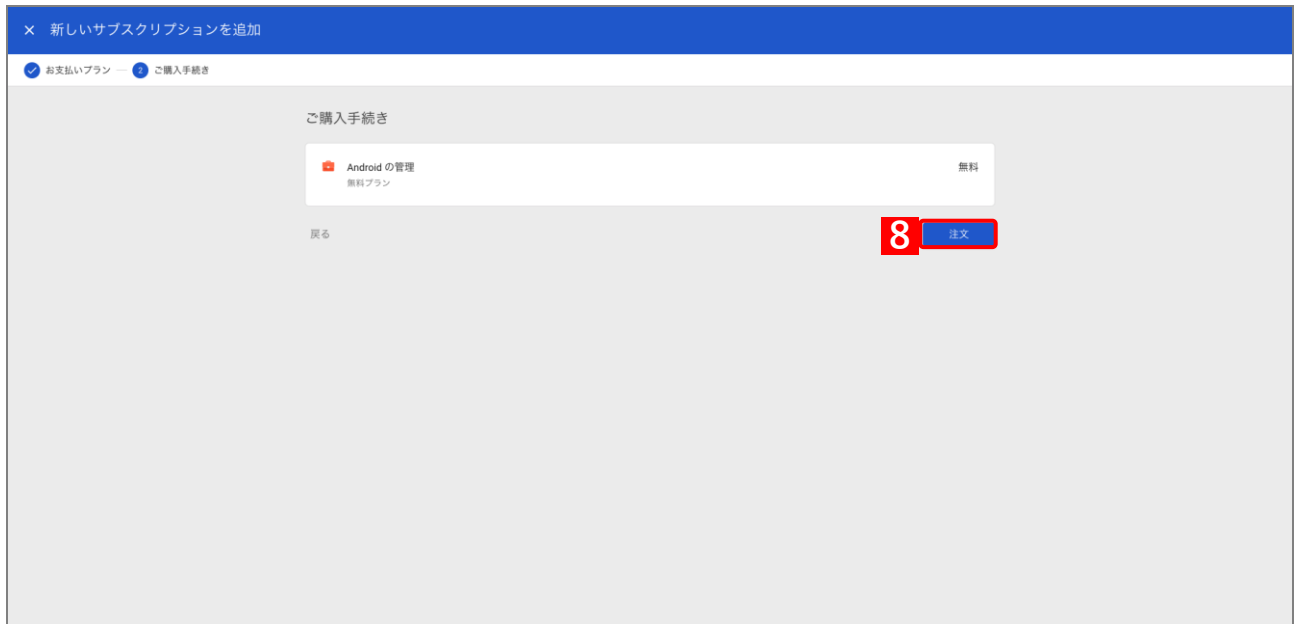 × 新しいサブスクリプションを追加
お支払いプラン — 2 ご購入手続き
ご購入手続き
Android の管理 無料
無料プラン
戻る 8 注文